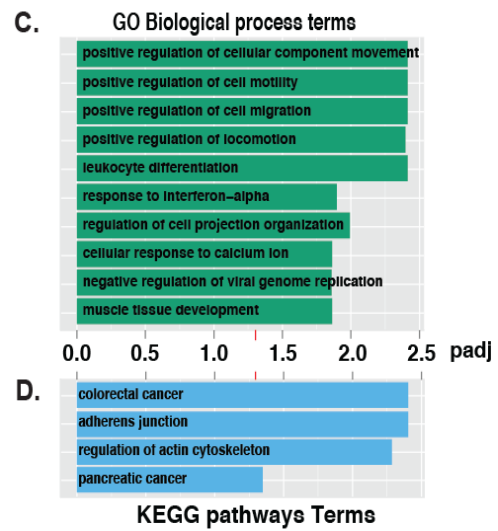 C.
GO Biological process terms
positive regulation of cellular component movement
positive regulation of cell motility
positive regulation of cell migration
positive regulation of locomotion
leukocyte differentiation
response to interferon-alpha
regulation of cell projection organization
cellular response to calcium ion
negative regulation of viral genome replication
muscle tissue development
0.0 0.5 1.0 1.5 2.0 2.5 padj
D.
colorectal cancer
adherens junction
regulation of actin cytoskeleton
pancreatic cancer
KEGG pathways Terms